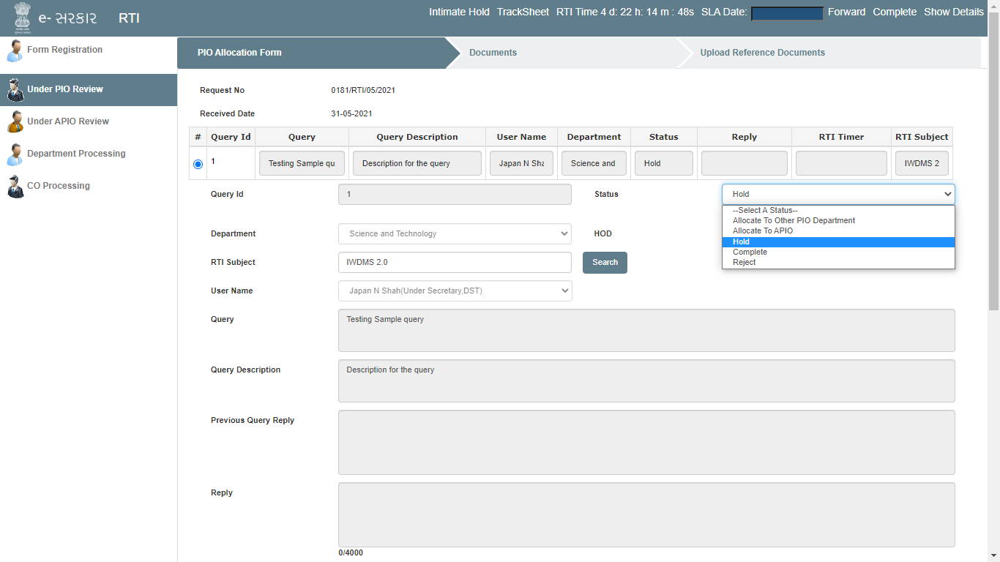 e- સરકાર RTI
Intimate Hold TrackSheet RTI Time 4 d: 22 h: 14 m : 48s SLA Date: Forward Complete Show Details
Form Registration
Under PIO Review
Under APIO Review
Department Processing
CO Processing
PIO Allocation Form Documents Upload Reference Documents
Request No 0181/RTI/05/2021
Received Date 31-05-2021
# Query Id Query Query Description User Name Department Status Reply RTI Timer RTI Subject
1 Testing Sample qu Description for the query Japan N Sha Science and Hold IWDMS 2
Query Id 1 Status Hold
--Select A Status--
Allocate To Other PIO Department
Allocate To APIO
Hold
Complete
Reject
Department Science and Technology HOD
RTI Subject IWDMS 2.0 Search
User Name Japan N Shah(Under Secretary,DST)
Query Testing Sample query
Query Description Description for the query
Previous Query Reply
Reply
0/4000